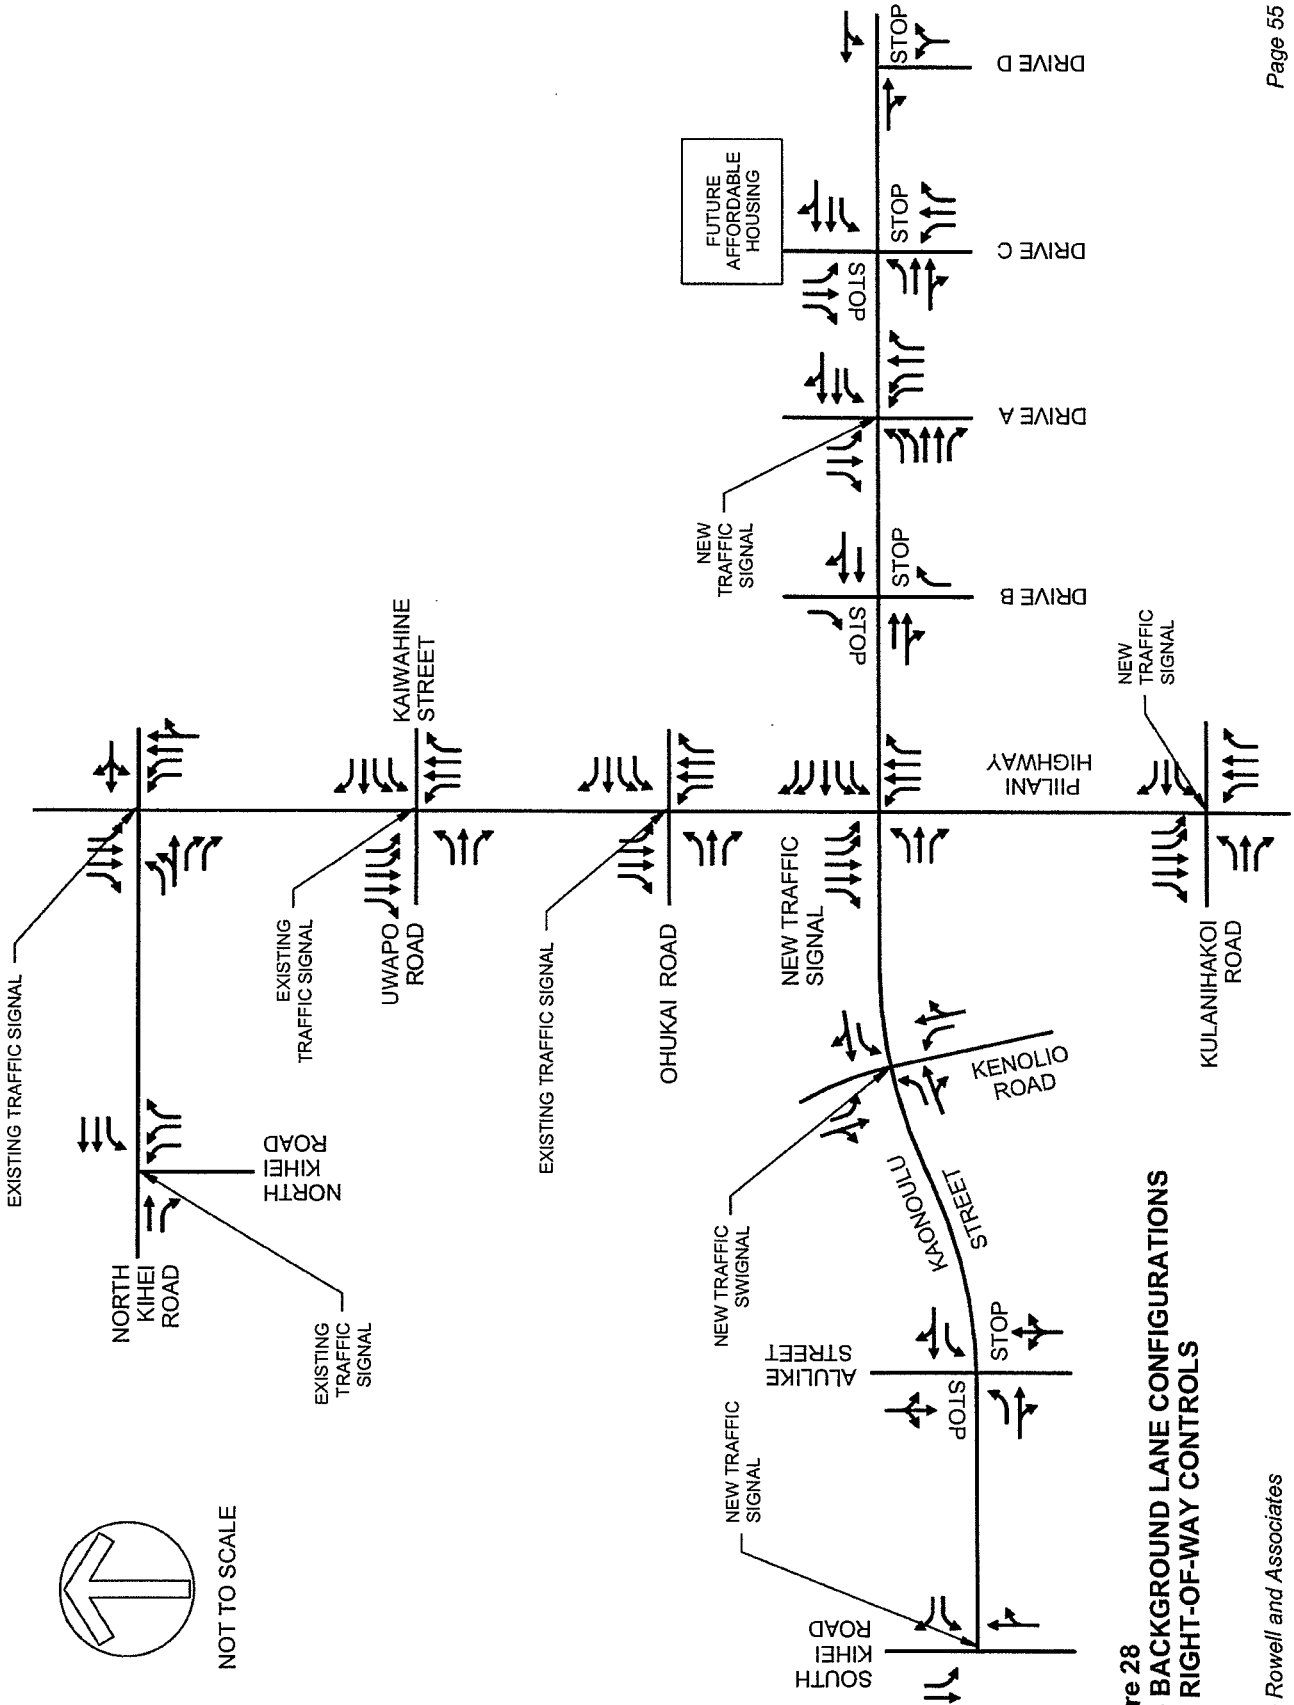 Page 55
STOP
DRIVE D
FUTURE
AFFORDABLE
HOUSING
STOP
STOP
DRIVE C
DRIVE A
NEW
TRAFFIC
SIGNAL
STOP
STOP
DRIVE B
NEW
TRAFFIC
SIGNAL
KAIWAHINE
STREET
PIILANI
HIGHWAY
EXISTING TRAFFIC SIGNAL
EXISTING
TRAFFIC SIGNAL
UWAPO
ROAD
EXISTING TRAFFIC SIGNAL
OHUKAI ROAD
NEW TRAFFIC
SIGNAL
KULANIHAKOI
ROAD
NORTH
KIHEI
ROAD
KENOLIO
ROAD
NORTH
KIHEI
ROAD
EXISTING
TRAFFIC
SIGNAL
NEW TRAFFIC
SWIGNAL
KAONOULU
STREET
ALULIKE
STREET
STOP
STOP
NEW TRAFFIC
SIGNAL
SOUTH
KIHEI
ROAD
NOT TO SCALE
re 28
BACKGROUND LANE CONFIGURATIONS
RIGHT-OF-WAY CONTROLS
Rowell and Associates